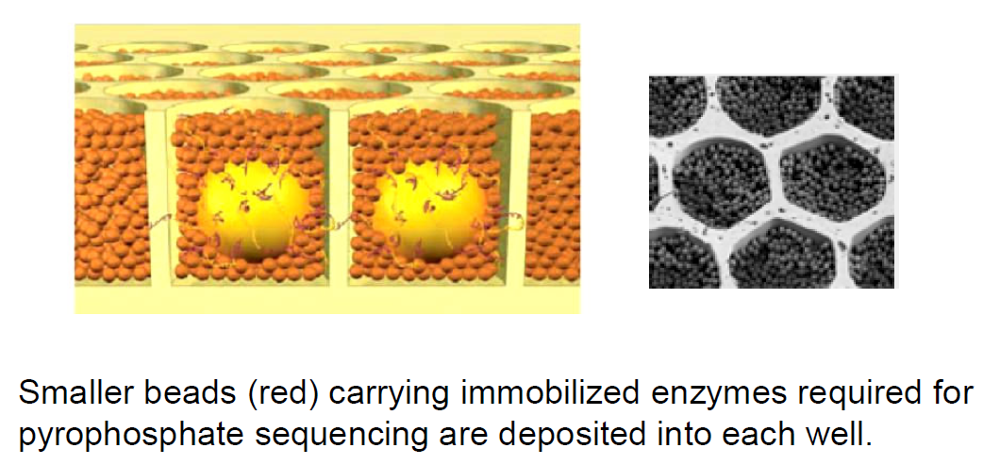 Smaller beads (red) carrying immobilized enzymes required for
pyrophosphate sequencing are deposited into each well.